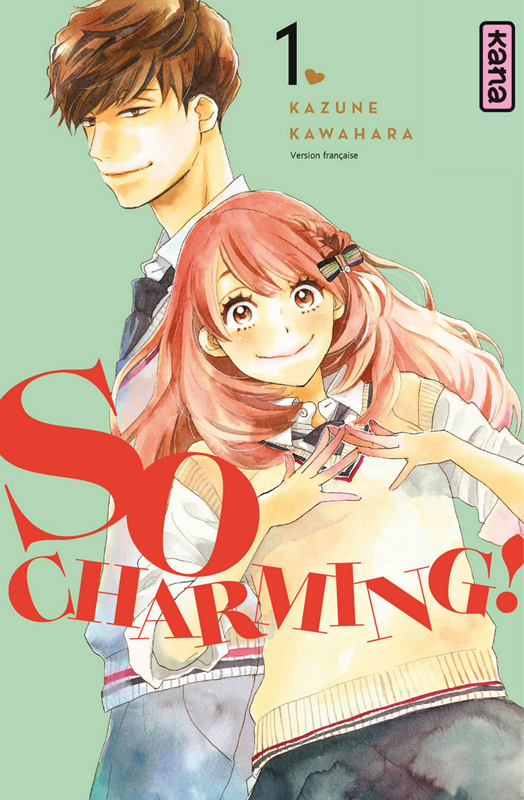 1
KAZUNE
KAWAHARA
Version française
kana
SO
CHARMING!